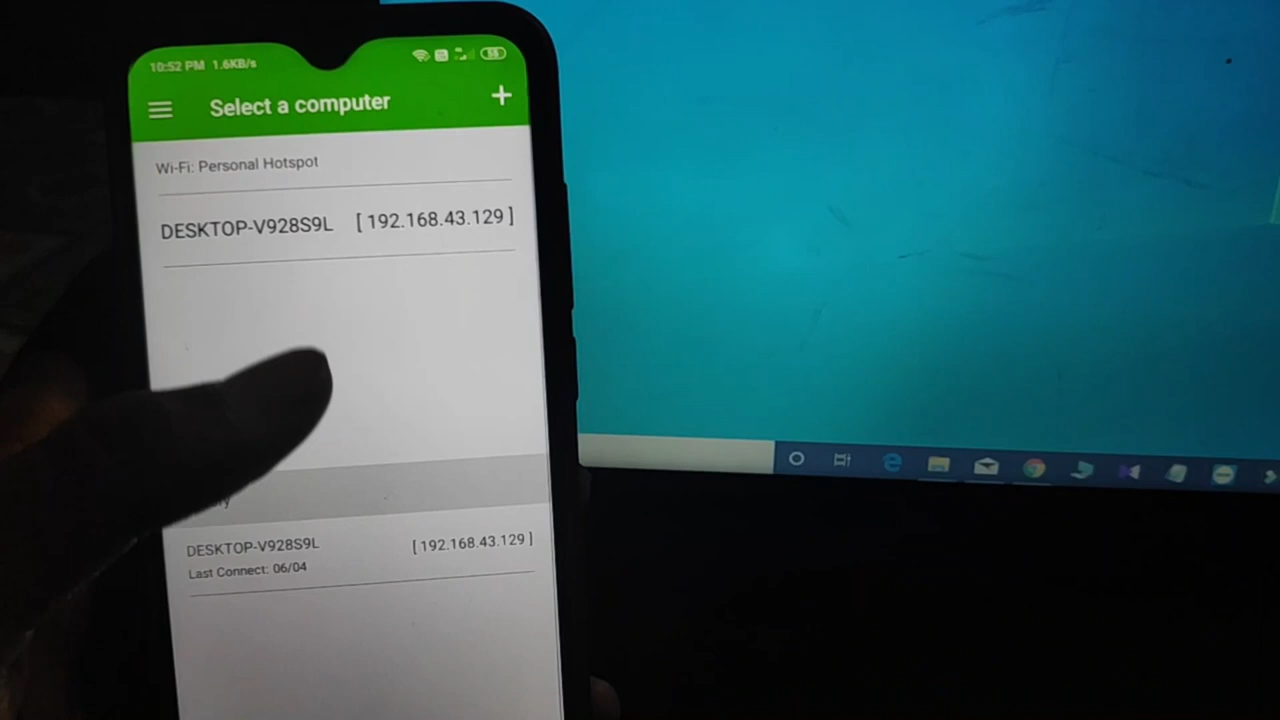 10:52 PM 1.6KB/s
58
Select a computer
Wi-Fi: Personal Hotspot
DESKTOP-V928S9L [ 192.168.43.129 ]
DESKTOP-V928S9L [ 192.168.43.129 ]
Last Connect: 06/04